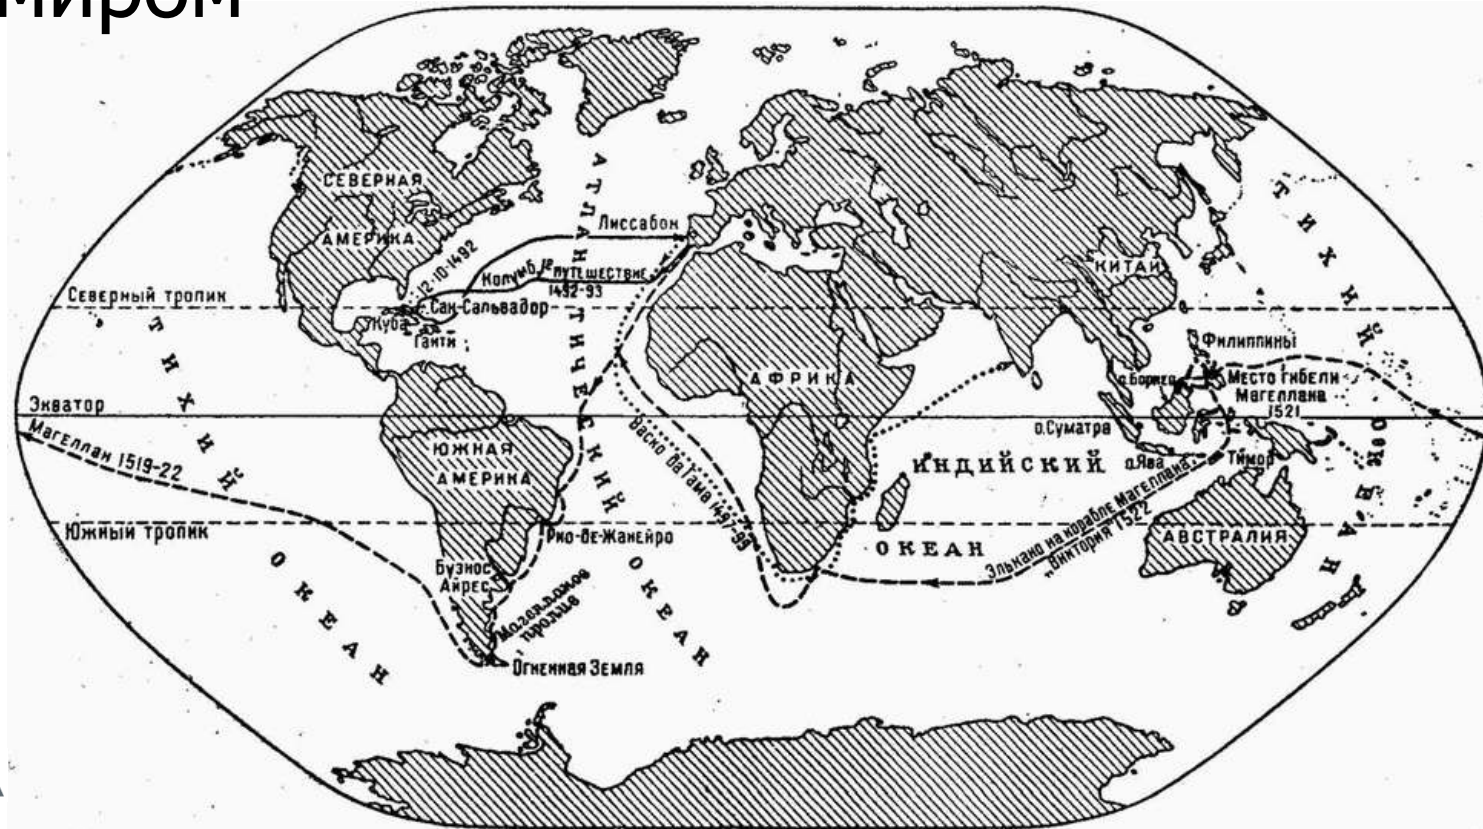 миром
СЕВЕРНАЯ
АМЕРИКА
АТЛАНТИЧЕСКИЙ
ОКЕАН
Лиссабон
12-10-1492
Колумб 1е ПУТЕШЕСТВИЕ
1492-93
Сан-Сальвадор
Куба
Гаити
Северный тропик
ТИХИЙ
ОКЕАН
Экватор
Магеллан 1519-22
Южный тропик
ЮЖНАЯ
АМЕРИКА
Рио-де-Жанейро
Буэнос
Айрес
Магелланов
пролив
Огненная Земля
АФРИКА
Васко да Гама 1497-99
КИТАЙ
ТИХИЙ
ОКЕАН
Филиппины
о.Борнео
Место гибели
Магеллана
1521
о.Суматра
о.Ява
Тимор
ИНДИЙСКИЙ
ОКЕАН
Элькано на корабле Магеллана
„Виктория" 1522
АВСТРАЛИЯ